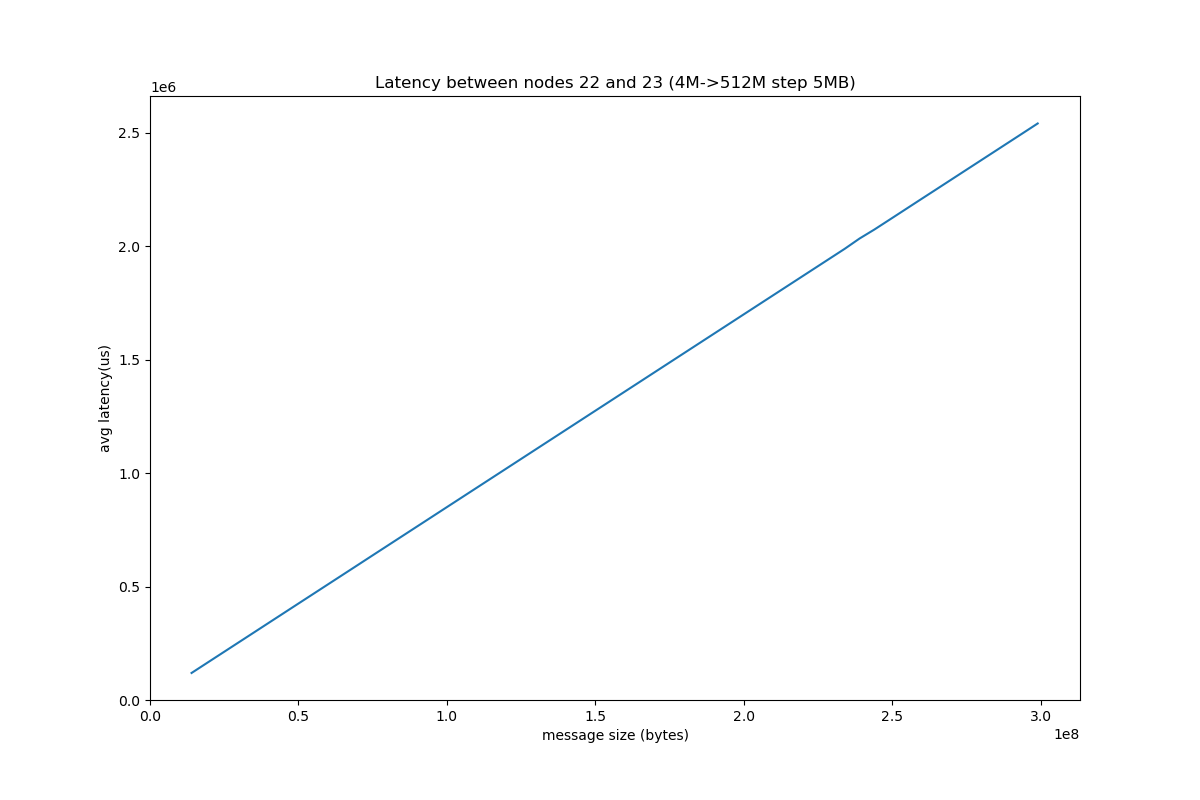 Latency between nodes 22 and 23 (4M->512M step 5MB)
1e6
2.5
2.0
1.5
1.0
0.5
0.0
avg latency(us)
0.0 0.5 1.0 1.5 2.0 2.5 3.0
1e8
message size (bytes)